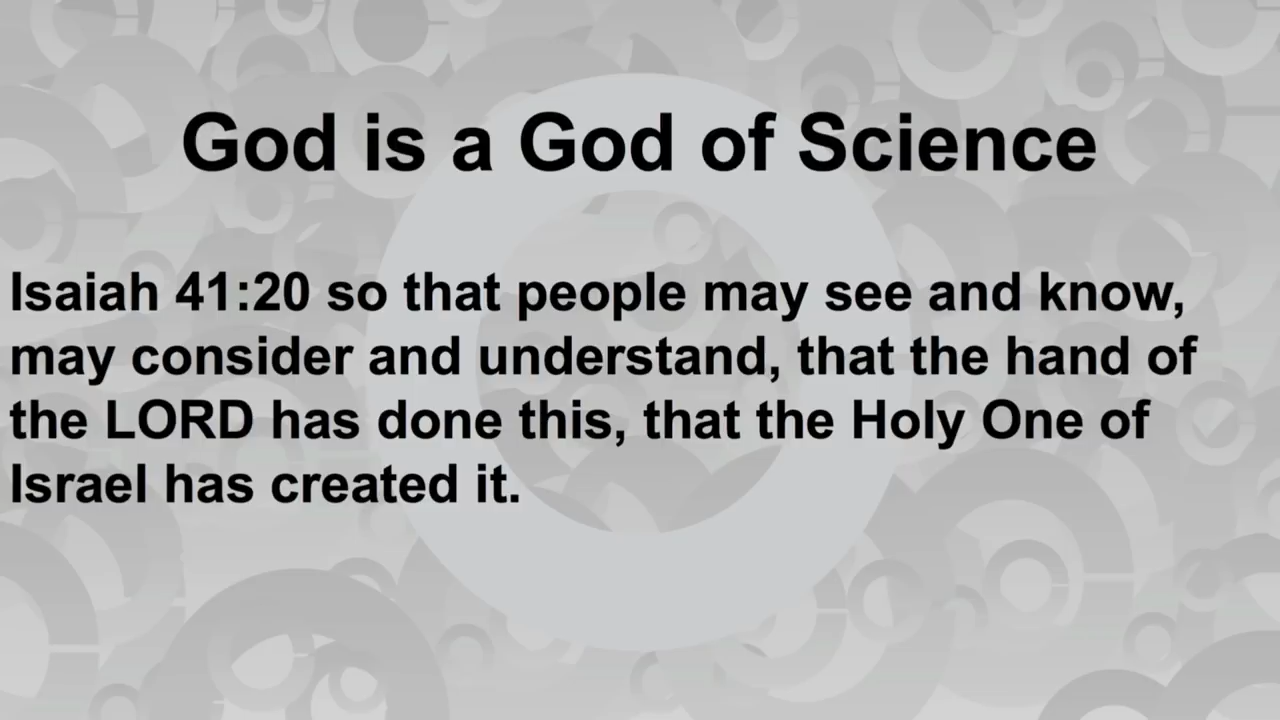 God is a God of Science
Isaiah 41:20 so that people may see and know,
may consider and understand, that the hand of
the LORD has done this, that the Holy One of
Israel has created it.